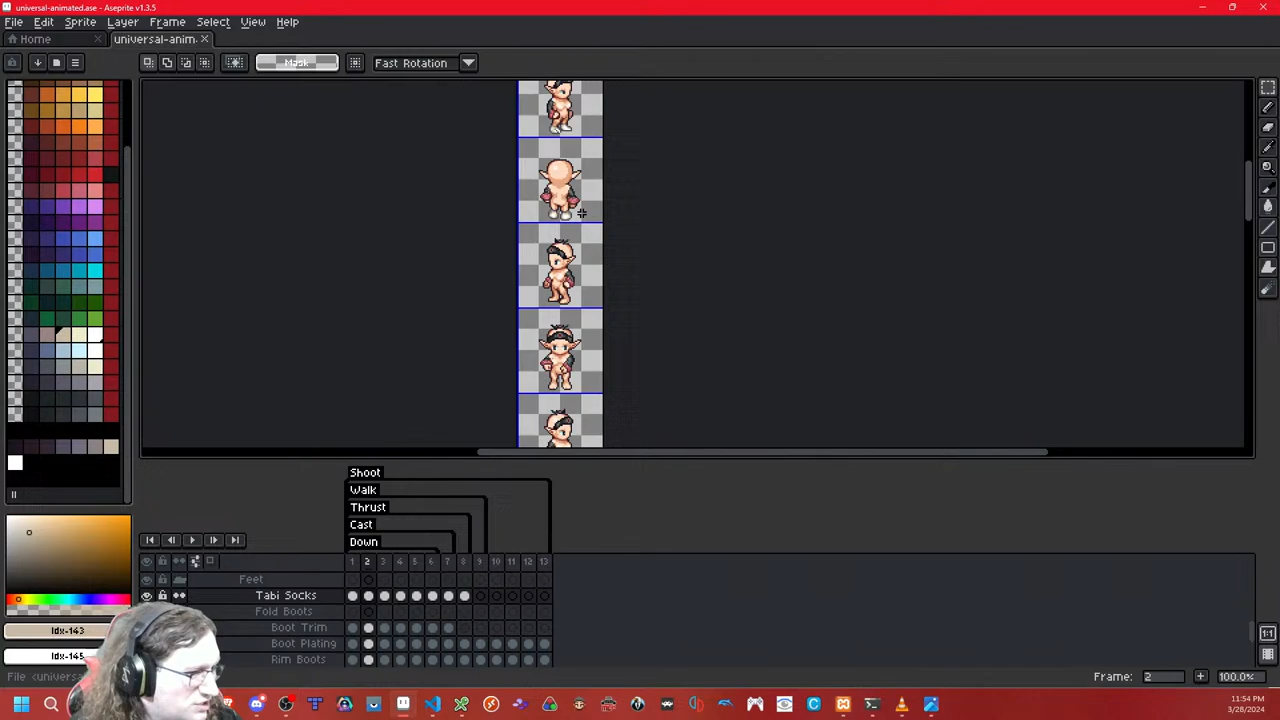 universal-animated.ase - Aseprite v1.3.5
File Edit Sprite Layer Frame Select View Help
Home universal-anim.
Mask Fast Rotation
Shoot
Walk
Thrust
Cast
Down
1 2 3 4 5 6 7 8 9 10 11 12 13
Feet
Tabi Socks
Fold Boots
Boot Trim
Idx-143
Boot Plating
Idx-145
Rim Boots
File <univers
Frame: 2 100.0%
11:54 PM
3/28/2024